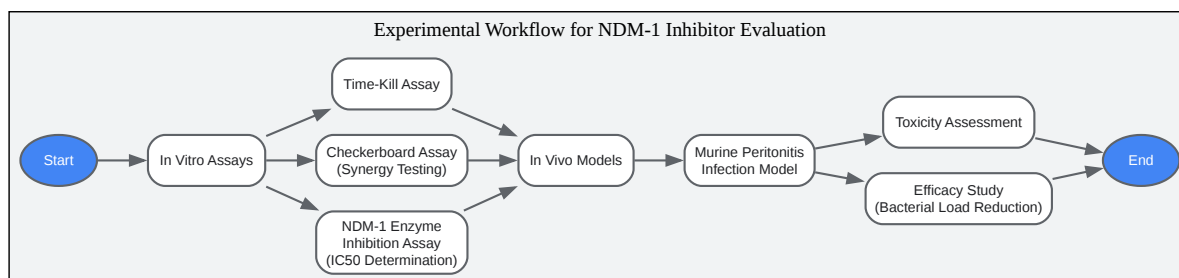 Experimental Workflow for NDM-1 Inhibitor Evaluation
Start
In Vitro Assays
Time-Kill Assay
Checkerboard Assay
(Synergy Testing)
NDM-1 Enzyme
Inhibition Assay
(IC50 Determination)
In Vivo Models
Murine Peritonitis
Infection Model
Toxicity Assessment
Efficacy Study
(Bacterial Load Reduction)
End